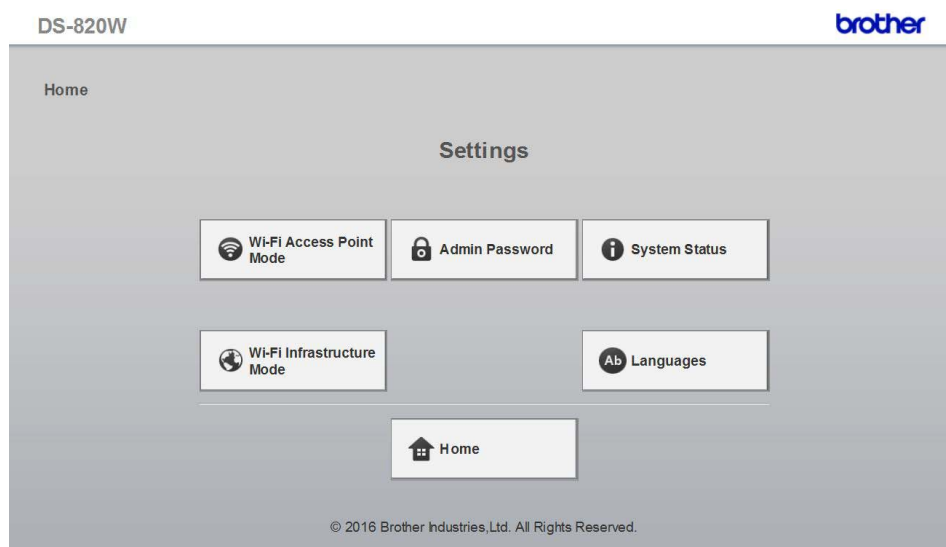 DS-820W
brother
Home
Settings
Wi-Fi Access Point
Mode
Admin Password
System Status
Wi-Fi Infrastructure
Mode
Ab
Languages
Home
© 2016 Brother Industries,Ltd. All Rights Reserved.